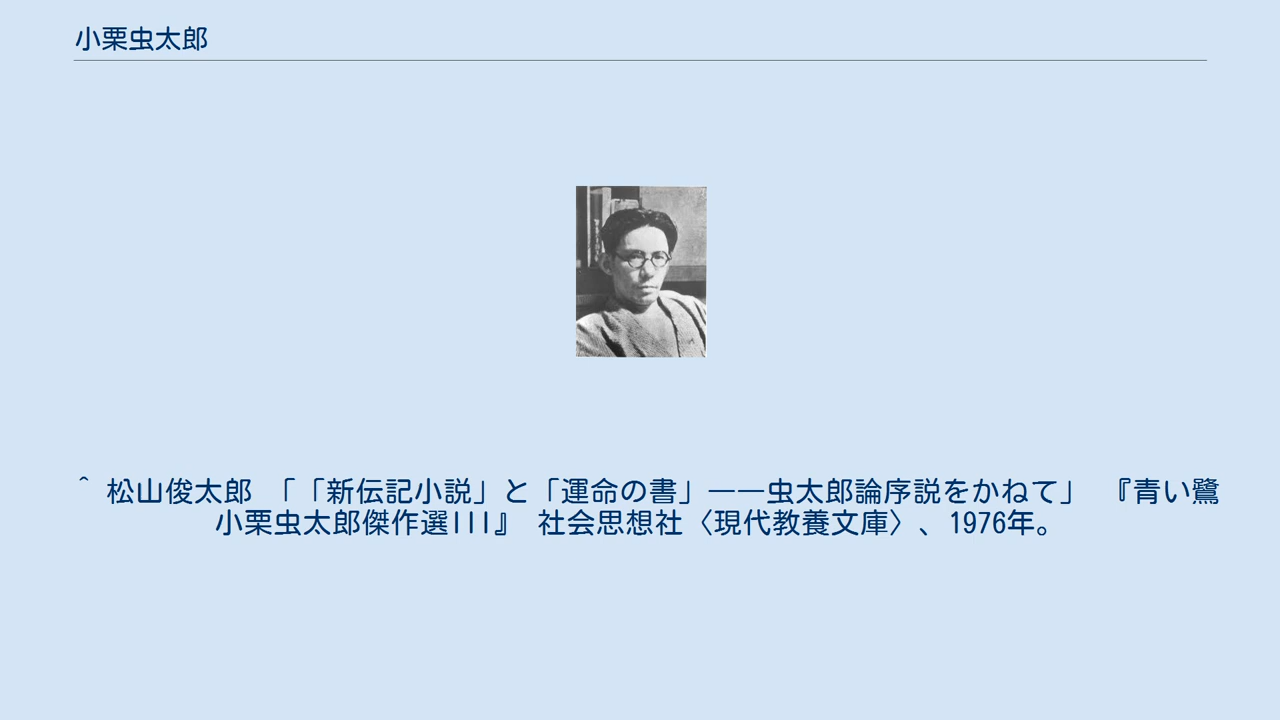 小栗虫太郎
^ 松山俊太郎 「「新伝記小説」と「運命の書」――虫太郎論序説をかねて」 『青い鷺
小栗虫太郎傑作選III』 社会思想社〈現代教養文庫〉、1976年。